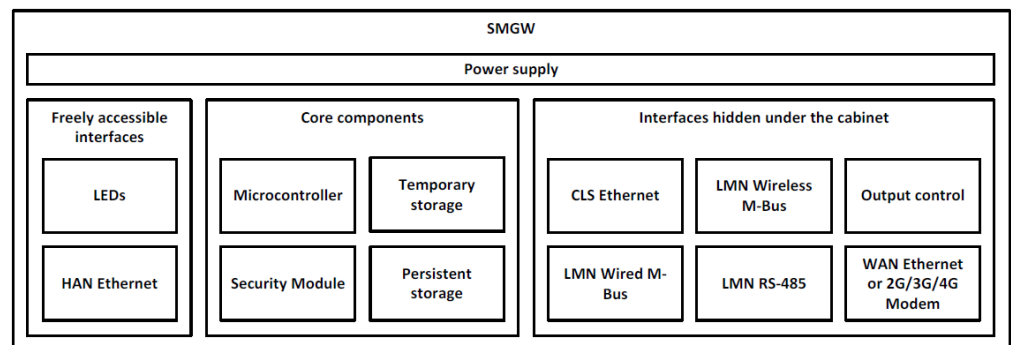 SMGW
Power supply
Freely accessible
interfaces
LEDs
HAN Ethernet
Core components
Microcontroller
Temporary
storage
Security Module
Persistent
storage
Interfaces hidden under the cabinet
CLS Ethernet
LMN Wireless
M-Bus
Output control
LMN Wired M-
Bus
LMN RS-485
WAN Ethernet
or 2G/3G/4G
Modem